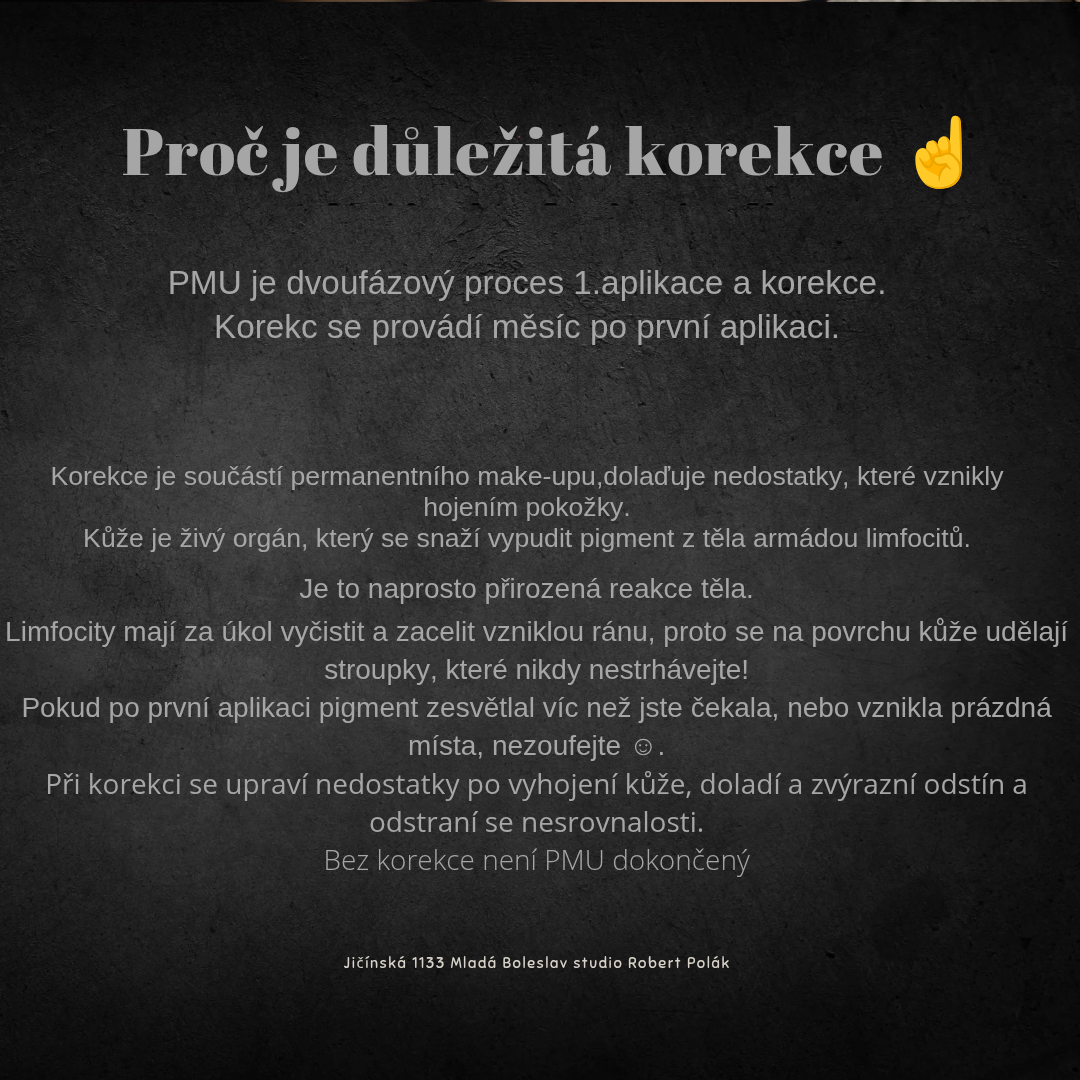 Proč je důležitá korekce ☝
PMU je dvoufázový proces 1.aplikace a korekce.
Korekc se provádí měsíc po první aplikaci.
Korekce je součástí permanentního make-upu,dolaďuje nedostatky, které vznikly
hojením pokožky.
Kůže je živý orgán, který se snaží vypudit pigment z těla armádou limfocitů.
Je to naprosto přirozená reakce těla.
Limfocity mají za úkol vyčistit a zacelit vzniklou ránu, proto se na povrchu kůže udělají
stroupky, které nikdy nestrhávejte!
Pokud po první aplikaci pigment zesvětlal víc než jste čekala, nebo vznikla prázdná
místa, nezoufejte ☺.
Při korekci se upraví nedostatky po vyhojení kůže, doladí a zvýrazní odstín a
odstraní se nesrovnalosti.
Bez korekce není PMU dokončený
Jičínská 1133 Mladá Boleslav studio Robert Polák